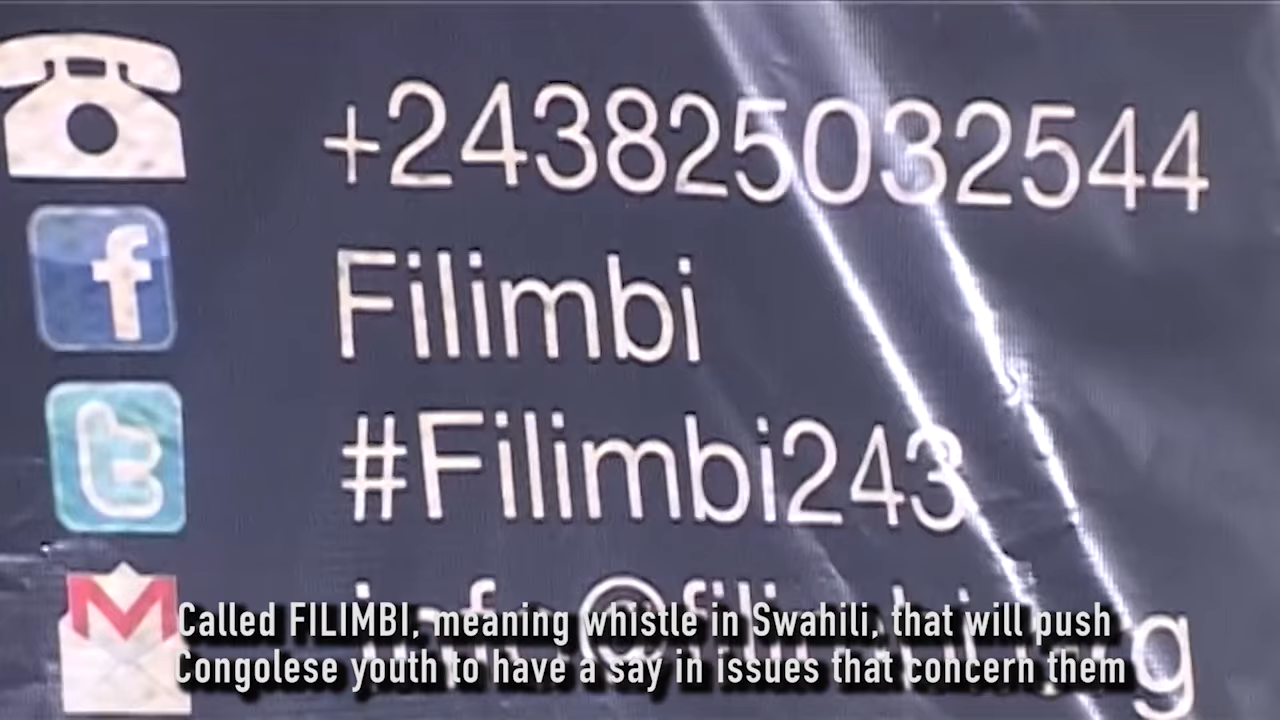 +243825032544
Filimbi
#Filimbi243
Called FILIMBI, meaning whistle in Swahili, that will push
Congolese youth to have a say in issues that concern them